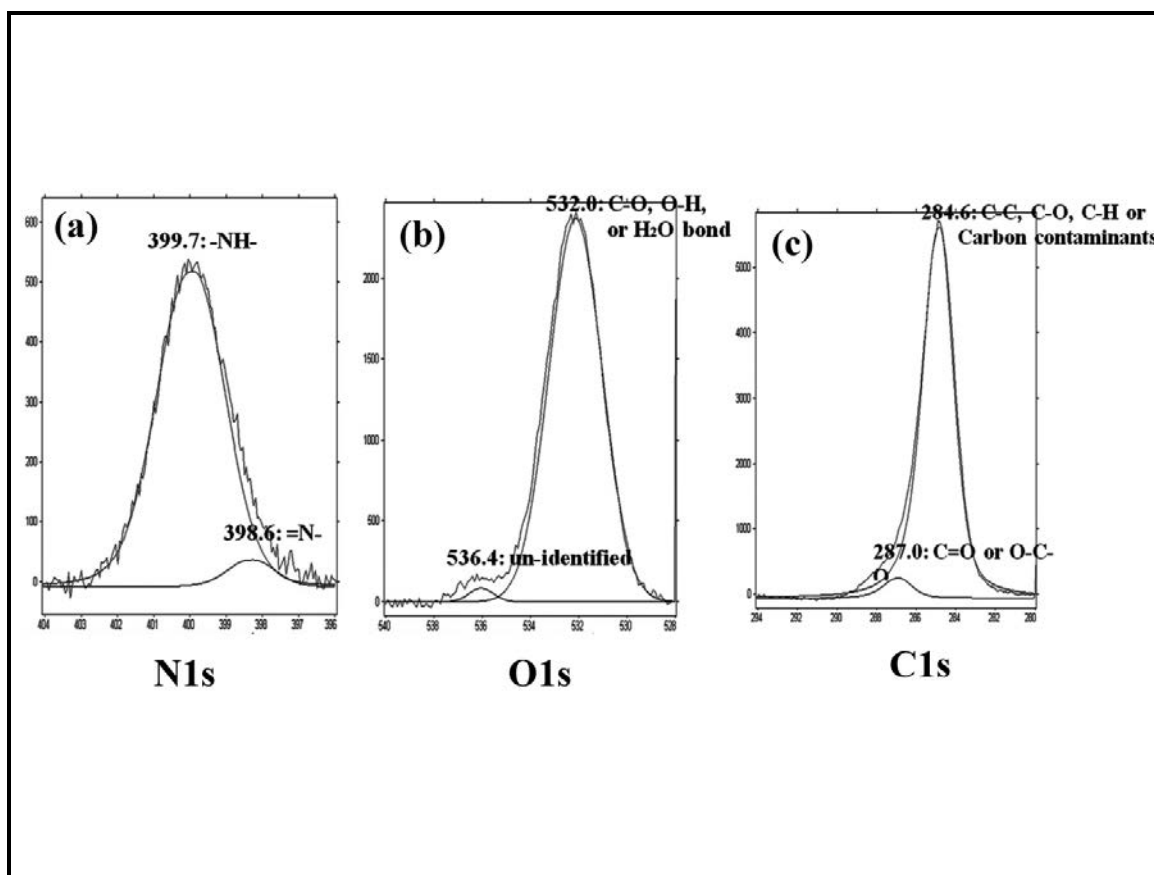 (a)
399.7: -NH-
398.6: =N-
600
500
400
300
200
100
0
404 402 401 400 399 398 397 396
N1s
(b)
532.0: C-O, O-H,
or H₂O bond
536.4: un-identified
2000
1500
1000
500
0
540 538 536 534 532 530 528
O1s
(c)
284.6: C-C, C-O, C-H or
Carbon contaminants
287.0: C=O or O-C-
O
5000
4000
3000
2000
1000
0
294 292 288 286 284 282 280
C1s